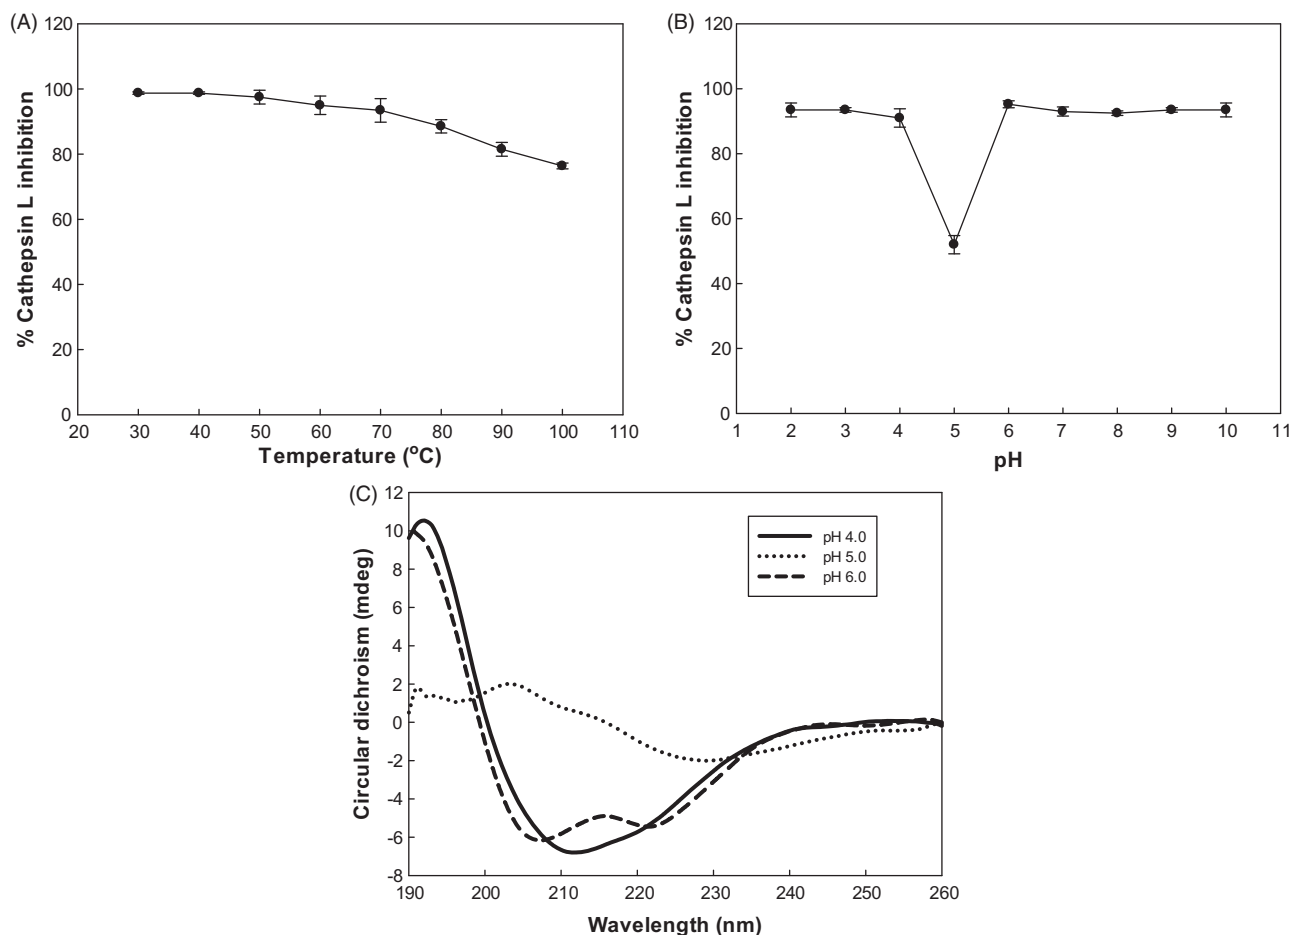 (A)
120
100
80
60
40
20
0
% Cathepsin L inhibition
20 30 40 50 60 70 80 90 100 110
Temperature (°C)
(B)
120
100
80
60
40
20
0
% Cathepsin L inhibition
1 2 3 4 5 6 7 8 9 10 11
pH
(C)
12
10
8
6
4
2
0
-2
-4
-6
-8
Circular dichroism (mdeg)
pH 4.0
pH 5.0
pH 6.0
190 200 210 220 230 240 250 260
Wavelength (nm)